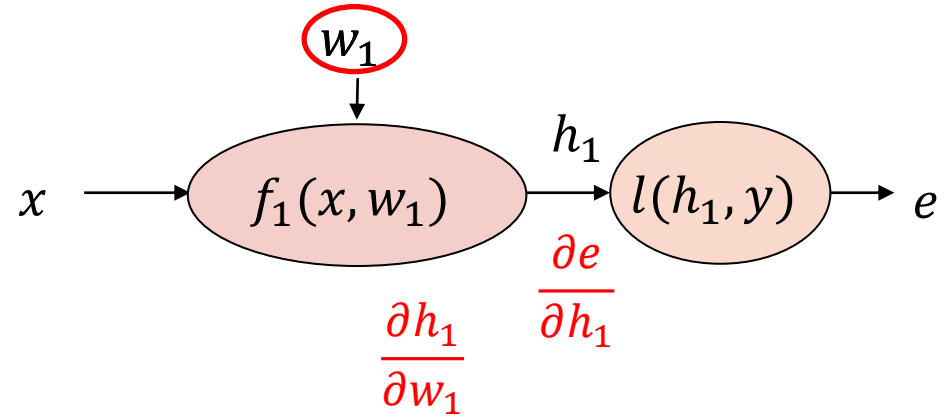 w₁
x
f₁(x, w₁)
h₁
l(h₁, y)
e
∂e/∂h₁
∂h₁/∂w₁